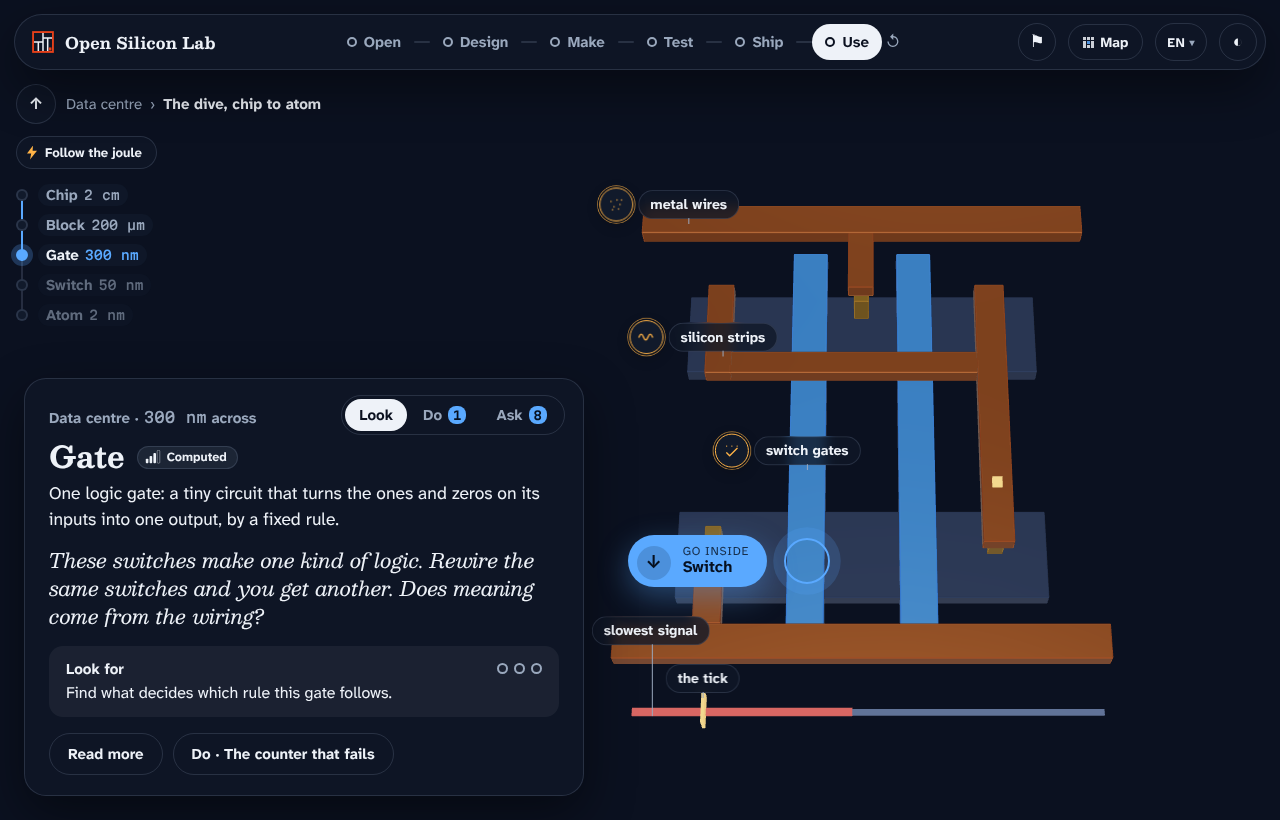 Open Silicon Lab
Open
Design
Make
Test
Ship
Use
Map
EN
Data centre › The dive, chip to atom
Follow the joule
Chip 2 cm
Block 200 µm
Gate 300 nm
Switch 50 nm
Atom 2 nm
metal wires
silicon strips
switch gates
GO INSIDE
Switch
slowest signal
the tick
Data centre · 300 nm across
Look
Do 1
Ask 8
Gate
Computed
One logic gate: a tiny circuit that turns the ones and zeros on its
inputs into one output, by a fixed rule.
These switches make one kind of logic. Rewire the
same switches and you get another. Does meaning
come from the wiring?
Look for
Find what decides which rule this gate follows.
Read more
Do · The counter that fails